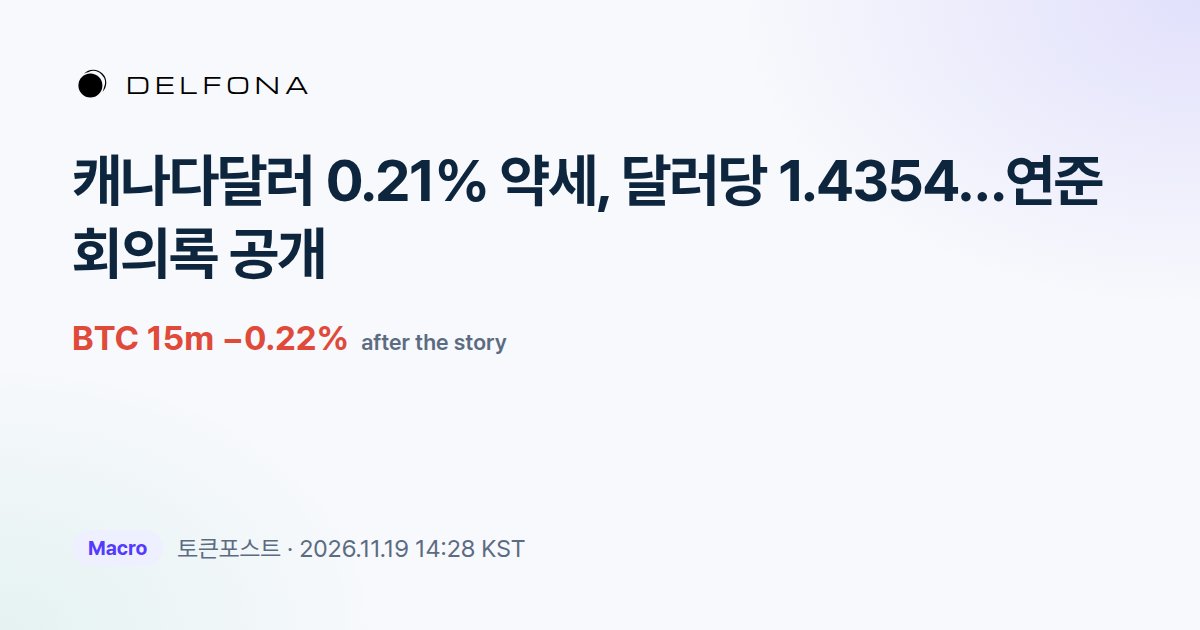 DELFONA
캐나다달러 0.21% 약세, 달러당 1.4354…연준
회의록 공개
BTC 15m −0.22% after the story
Macro 토큰포스트 · 2026.11.19 14:28 KST